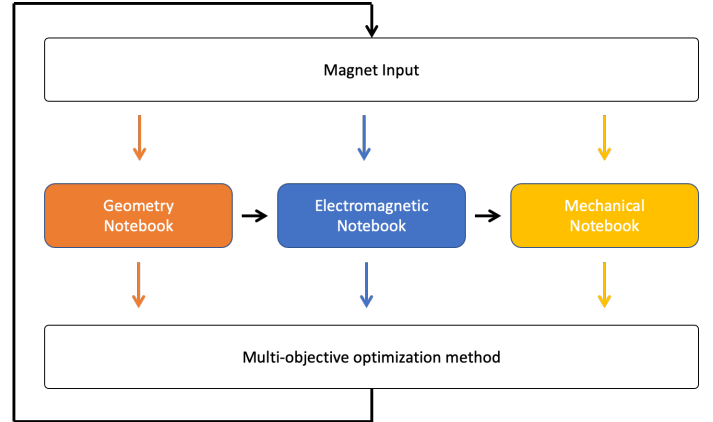 Magnet Input
Geometry
Notebook
Electromagnetic
Notebook
Mechanical
Notebook
Multi-objective optimization method